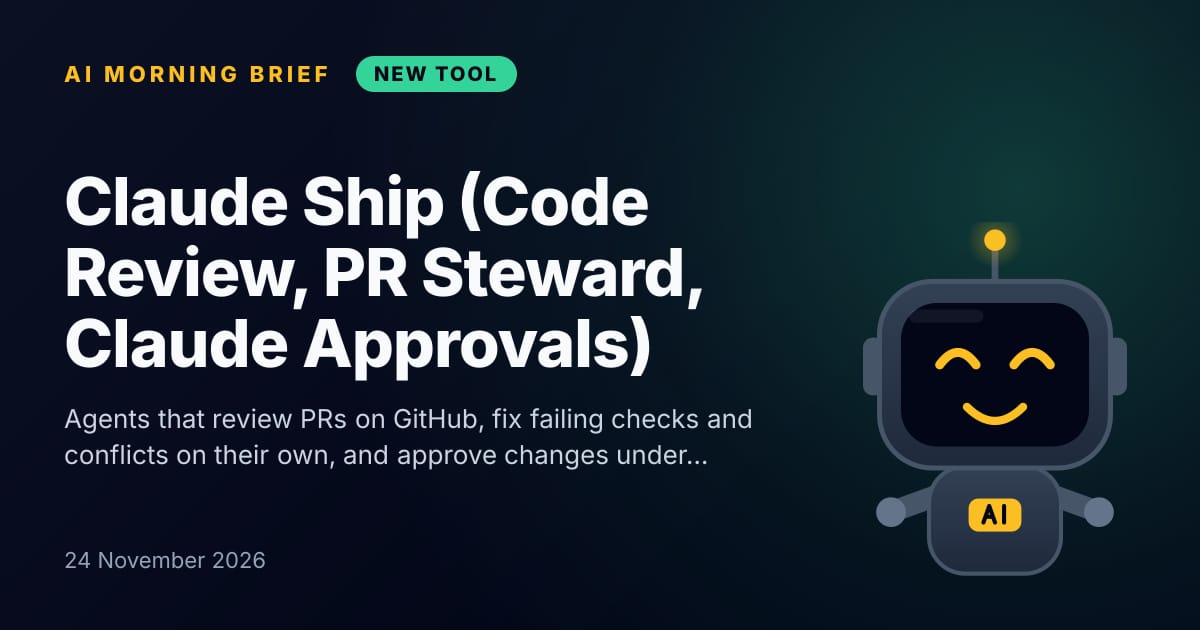 AI MORNING BRIEF
NEW TOOL
Claude Ship (Code
Review, PR Steward,
Claude Approvals)
Agents that review PRs on GitHub, fix failing checks and
conflicts on their own, and approve changes under...
24 November 2026
AI